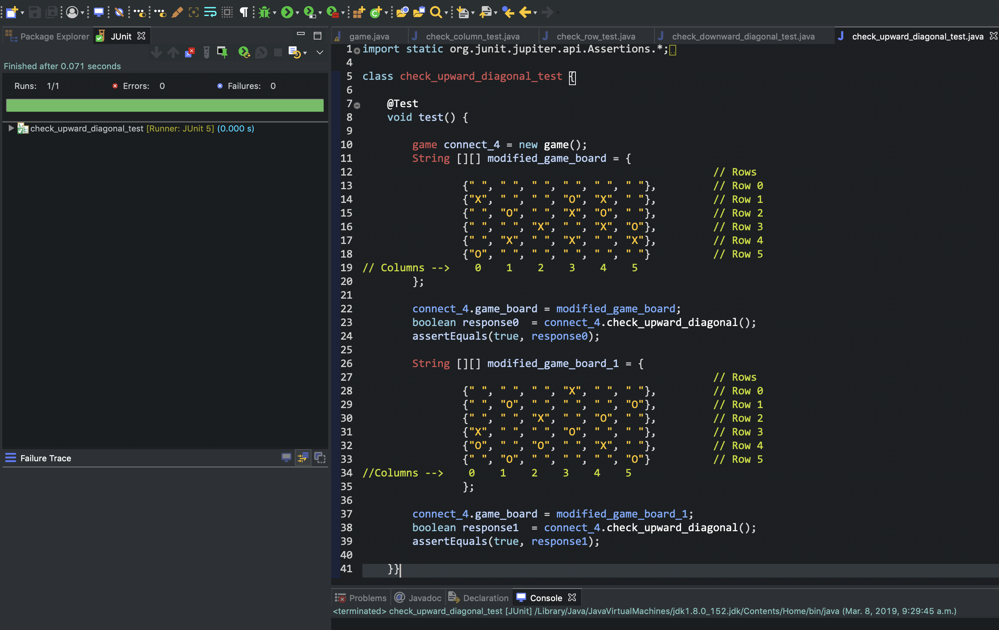 Package Explorer
JUnit
Finished after 0.071 seconds
Runs: 1/1
Errors: 0
Failures: 0
check_upward_diagonal_test [Runner: JUnit 5] (0.000 s)
Failure Trace
game.java
check_column_test.java
check_row_test.java
check_downward_diagonal_test.java
check_upward_diagonal_test.java
1 import static org.junit.jupiter.api.Assertions.*;
4
5 class check_upward_diagonal_test {
6
7 @Test
8 void test() {
9
10 game connect_4 = new game();
11 String [][] modified_game_board = {
12 // Rows
13 {" ", " ", " ", " ", " ", " "}, // Row 0
14 {"X", " ", " ", "O", "X", " "}, // Row 1
15 {" ", "O", " ", "X", "O", " "}, // Row 2
16 {" ", " ", "X", " ", "X", "O"}, // Row 3
17 {" ", "X", " ", "X", " ", "X"}, // Row 4
18 {"O", " ", " ", " ", " ", " "} // Row 5
19 // Columns --> 0 1 2 3 4 5
20 };
21
22 connect_4.game_board = modified_game_board;
23 boolean response0  = connect_4.check_upward_diagonal();
24 assertEquals(true, response0);
25
26 String [][] modified_game_board_1 = {
27 // Rows
28 {" ", " ", " ", "X", " ", " "}, // Row 0
29 {" ", "O", " ", " ", " ", "O"}, // Row 1
30 {" ", " ", "X", " ", "O", " "}, // Row 2
31 {"X", " ", " ", "O", " ", " "}, // Row 3
32 {"O", " ", "O", " ", "X", " "}, // Row 4
33 {" ", "O", " ", " ", " ", "O"} // Row 5
34 //Columns --> 0 1 2 3 4 5
35 };
36
37 connect_4.game_board = modified_game_board_1;
38 boolean response1  = connect_4.check_upward_diagonal();
39 assertEquals(true, response1);
40
41 }}
Problems
@ Javadoc
Declaration
Console
<terminated> check_upward_diagonal_test [JUnit] /Library/Java/JavaVirtualMachines/jdk1.8.0_152.jdk/Contents/Home/bin/java (Mar. 8, 2019, 9:29:45 a.m.)